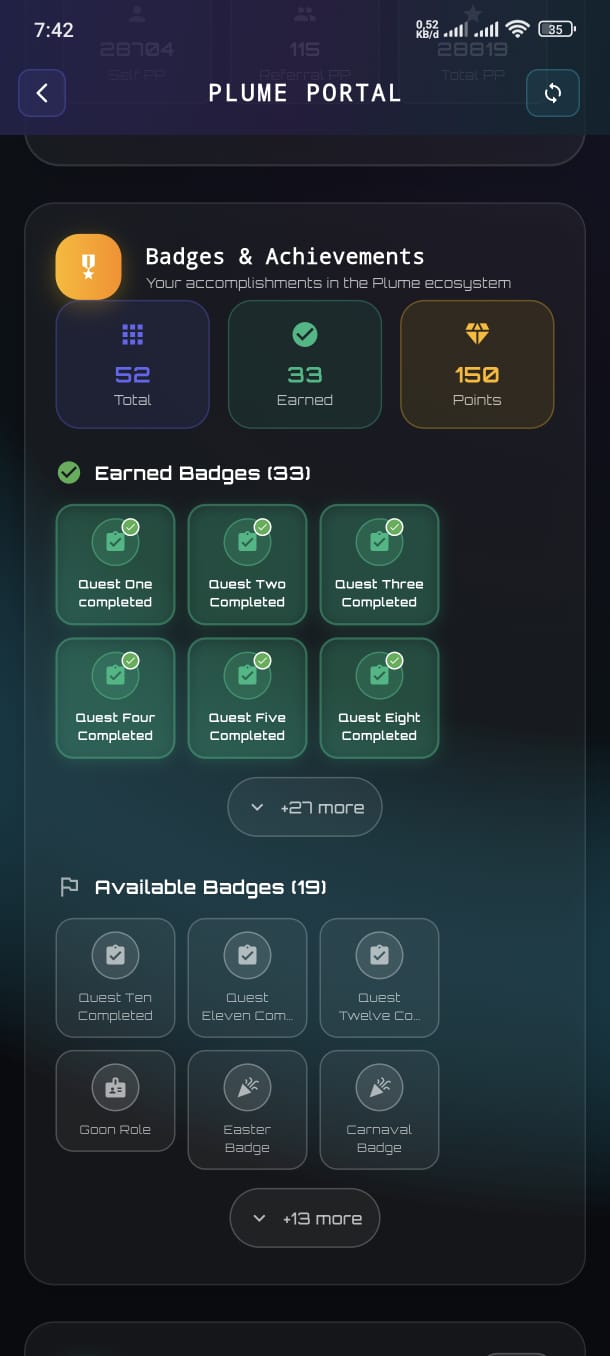 7:42
0,52
KB/d
35
28704
115
28819
Self PP
Referral PP
Total PP
PLUME PORTAL
Badges & Achievements
Your accomplishments in the Plume ecosystem
52
33
150
Total
Earned
Points
Earned Badges (33)
Quest One
completed
Quest Two
Completed
Quest Three
Completed
Quest Four
Completed
Quest Five
Completed
Quest Eight
Completed
+27 more
Available Badges (19)
Quest Ten
Completed
Quest
Eleven Com...
Quest
Twelve Co...
Goon Role
Easter
Badge
Carnaval
Badge
+13 more